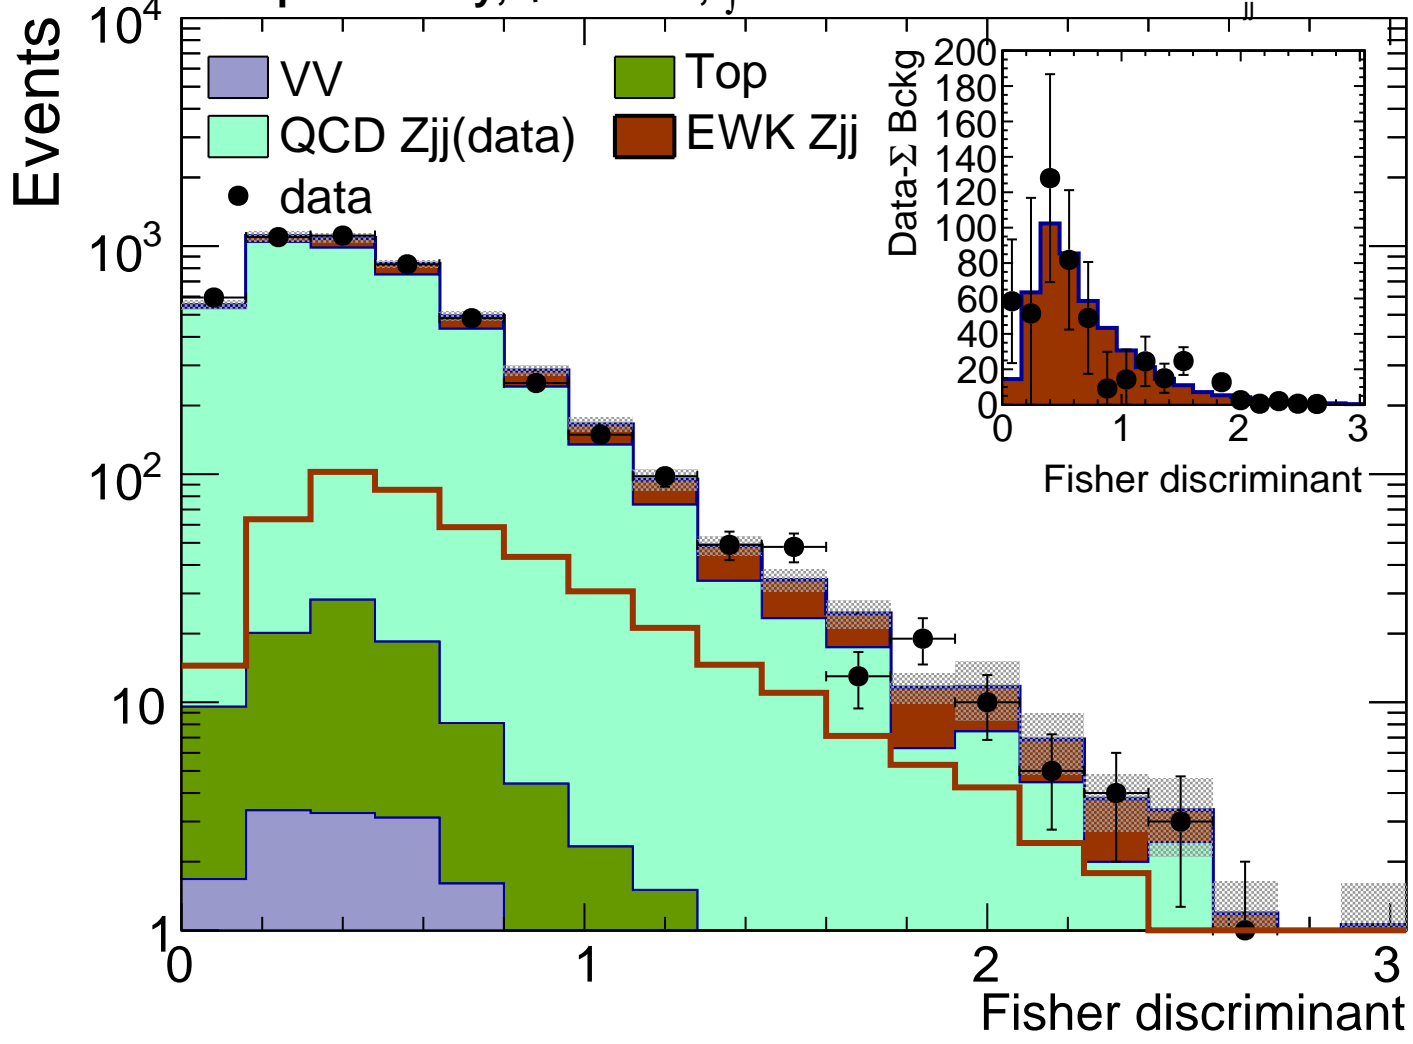 10^4
Events
VV
Top
QCD Zjj(data)
EWK Zjj
data
10^3
10^2
10
1
0
1
2
3
Fisher discriminant
Data-Σ Bckg
200
180
160
140
120
100
80
60
40
20
0
0
1
2
3
Fisher discriminant